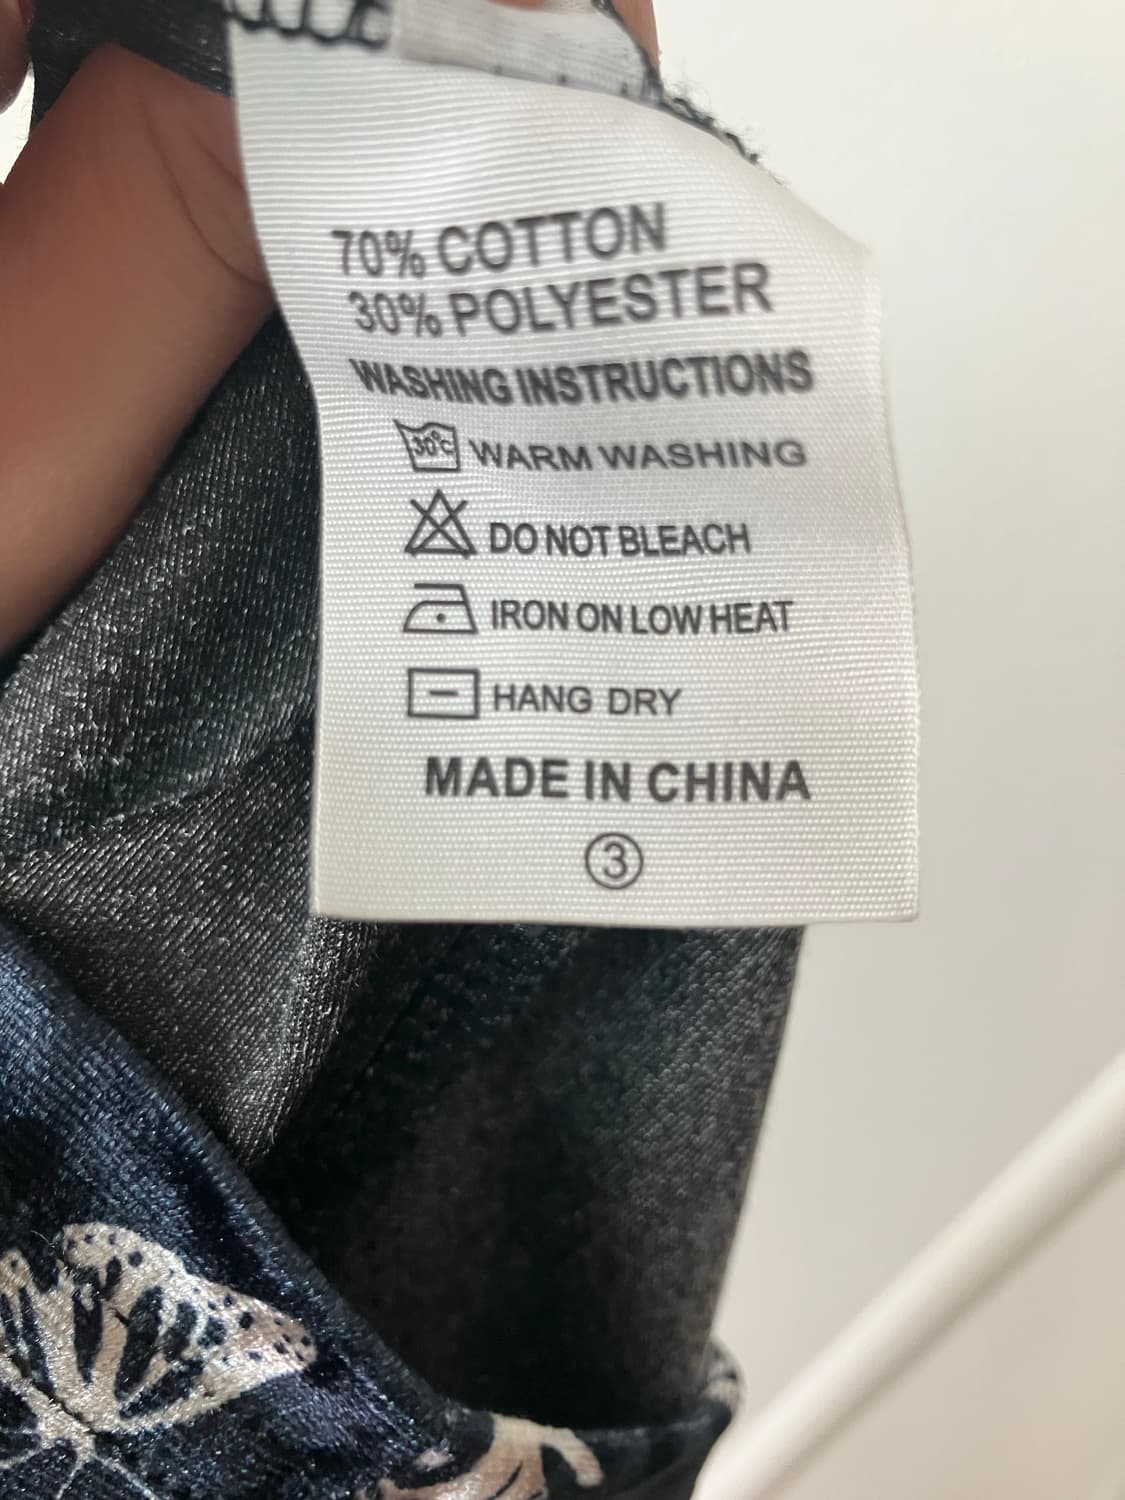 70% COTTON
30% POLYESTER
WASHING INSTRUCTIONS
30°C WARM WASHING
DO NOT BLEACH
IRON ON LOW HEAT
HANG DRY
MADE IN CHINA
3